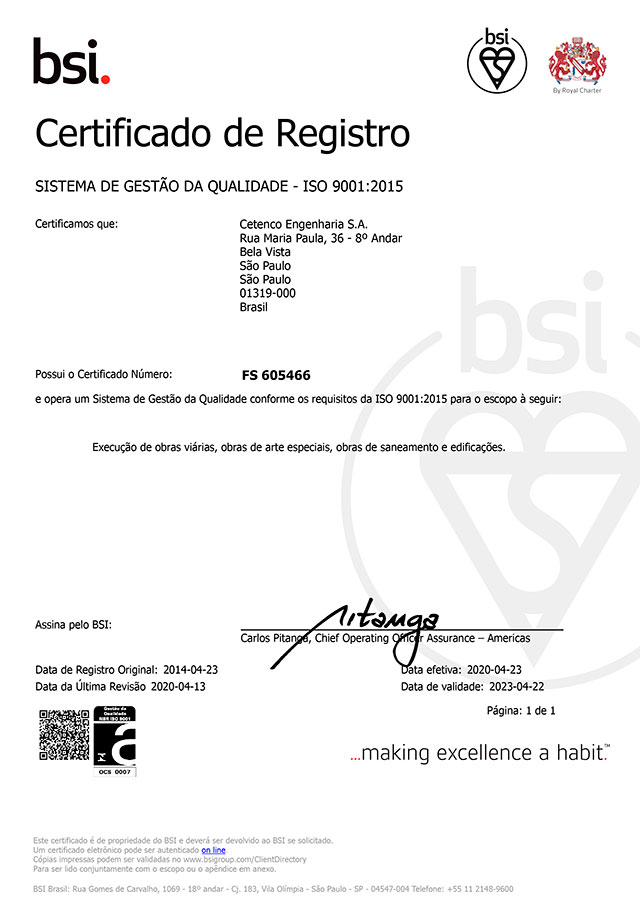 bsi.
bsi
By Royal Charter
Certificado de Registro
SISTEMA DE GESTÃO DA QUALIDADE - ISO 9001:2015
Certificamos que:
Cetenco Engenharia S.A.
Rua Maria Paula, 36 - 8º Andar
Bela Vista
São Paulo
São Paulo
01319-000
Brasil
bsi
Possui o Certificado Número:
FS 605466
e opera um Sistema de Gestão da Qualidade conforme os requisitos da ISO 9001:2015 para o escopo à seguir:
Execução de obras viárias, obras de arte especiais, obras de saneamento e edificações.
Pitanga
Assina pelo BSI:
Carlos Pitanga, Chief Operating Officer Assurance – Americas
Data de Registro Original: 2014-04-23
Data efetiva: 2020-04-23
Data da Última Revisão 2020-04-13
Data de validade: 2023-04-22
Página: 1 de 1
Gestão da
Qualidade
NBR ISO 9001
OCS 0007
...making excellence a habit.™
Este certificado é de propriedade do BSI e deverá ser devolvido ao BSI se solicitado.
Um certificado eletrônico pode ser autenticado on line.
Cópias impressas podem ser validadas no www.bsigroup.com/ClientDirectory
Para ser lido conjuntamente com o escopo ou o apêndice em anexo.
BSI Brasil: Rua Gomes de Carvalho, 1069 - 18º andar - Cj. 183, Vila Olímpia - São Paulo - SP - 04547-004 Telefone: +55 11 2148-9600